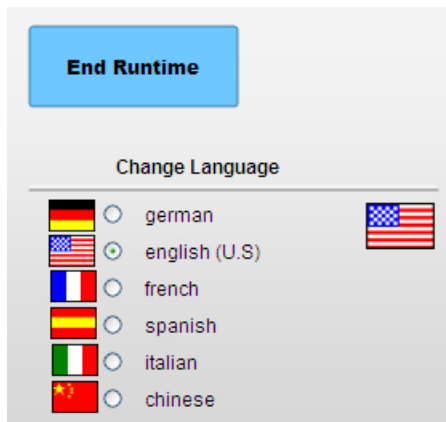 End Runtime
Change Language
german
english (U.S)
french
spanish
italian
chinese